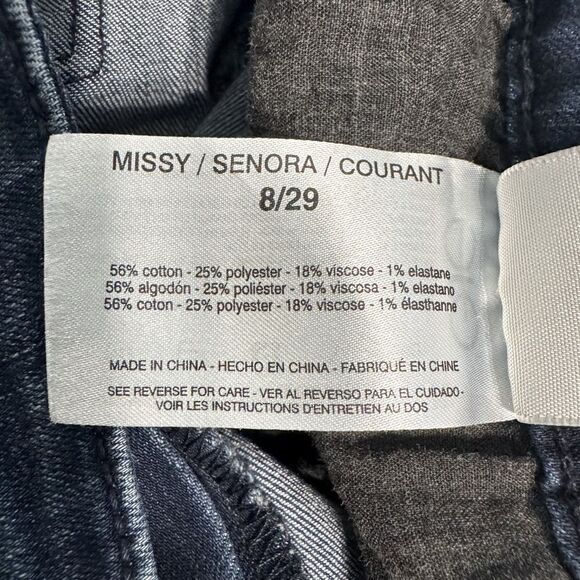 MISSY / SENORA / COURANT
8/29
56% cotton - 25% polyester - 18% viscose - 1% elastane
56% algodón - 25% poliéster - 18% viscosa - 1% elastano
56% coton - 25% polyester - 18% viscose - 1% élasthanne
MADE IN CHINA - HECHO EN CHINA - FABRIQUÉ EN CHINE
SEE REVERSE FOR CARE - VER AL REVERSO PARA EL CUIDADO -
VOIR LES INSTRUCTIONS D'ENTRETIEN AU DOS